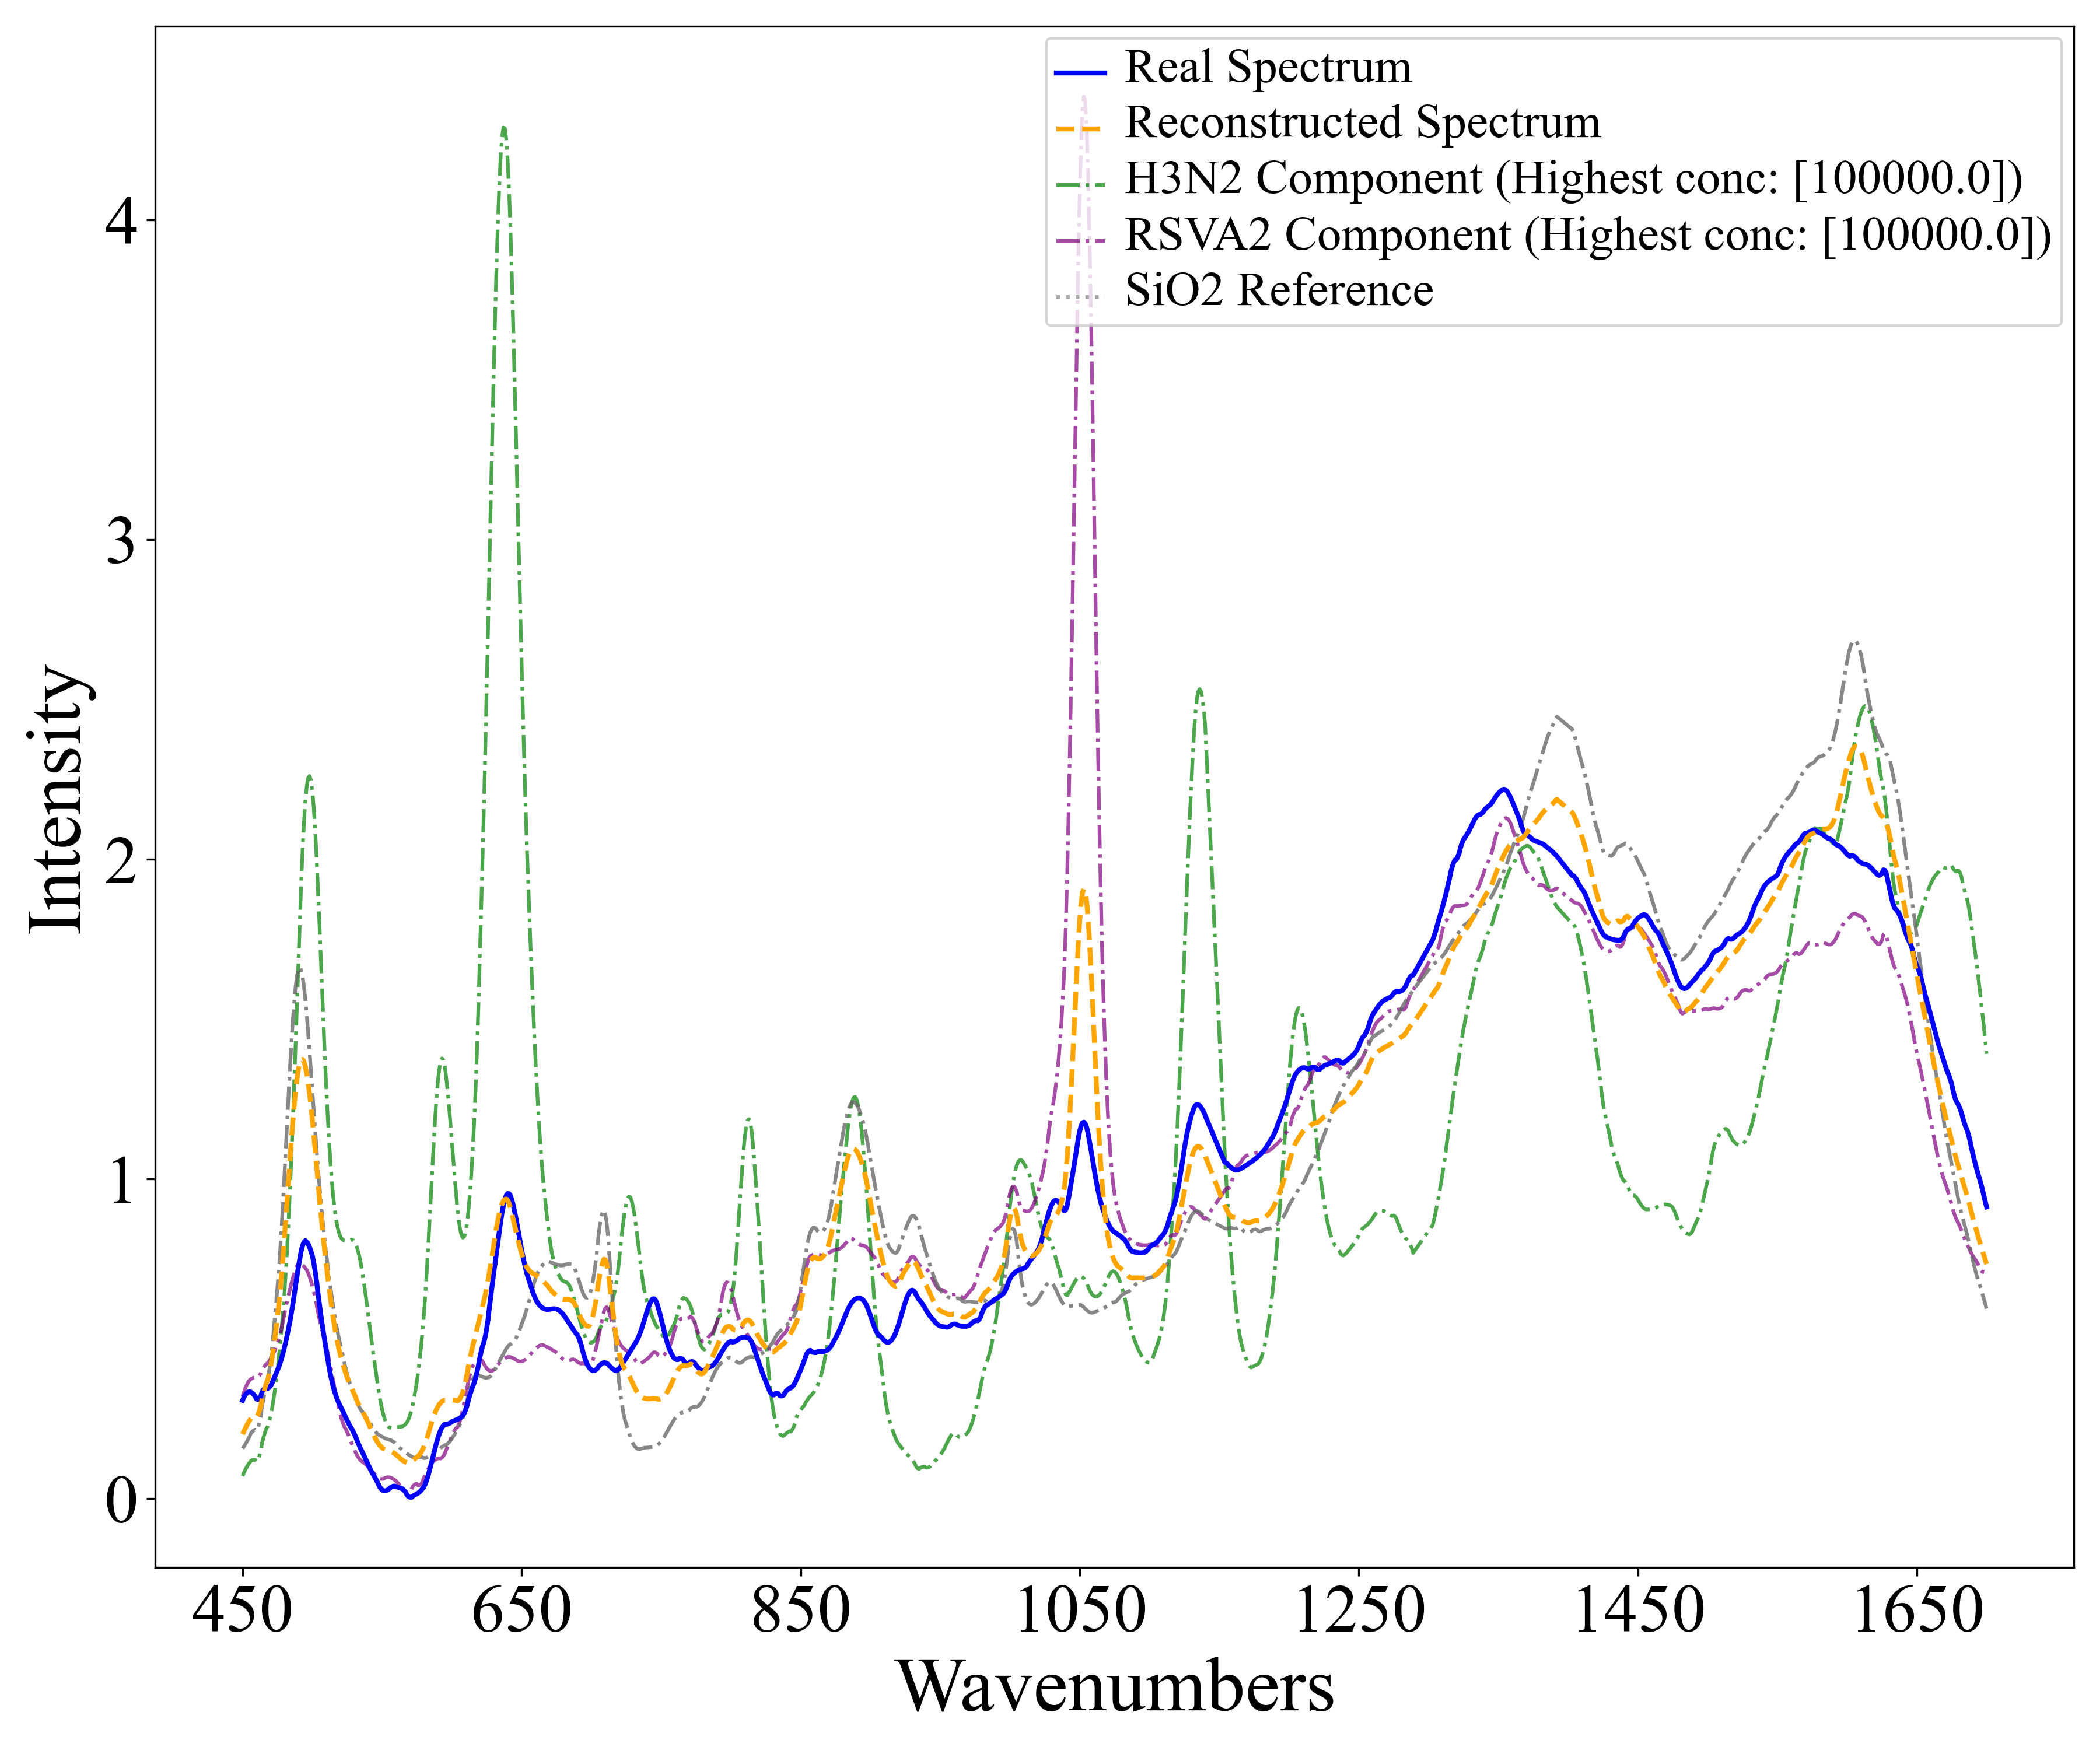 Real Spectrum
Reconstructed Spectrum
H3N2 Component (Highest conc: [100000.0])
RSVA2 Component (Highest conc: [100000.0])
SiO2 Reference
Intensity
4
3
2
1
0
450 650 850 1050 1250 1450 1650
Wavenumbers